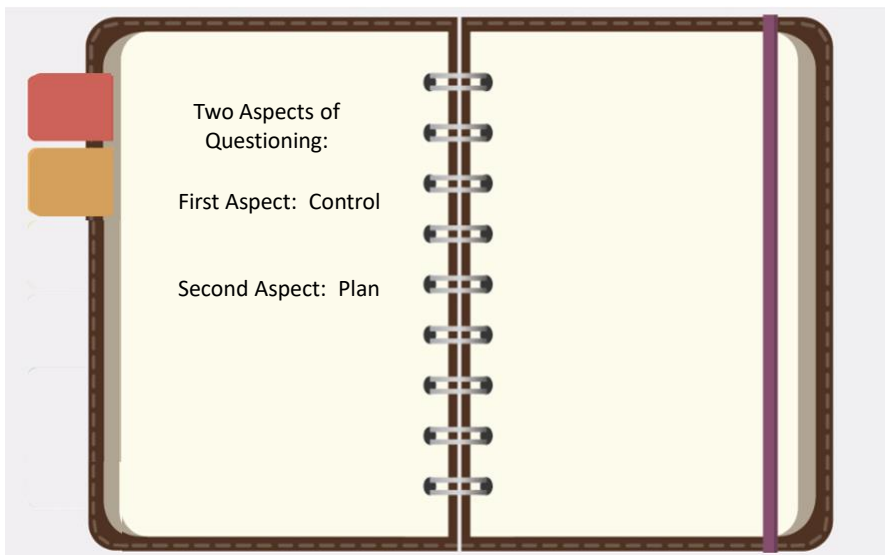 Two Aspects of
Questioning:
First Aspect:  Control
Second Aspect:  Plan